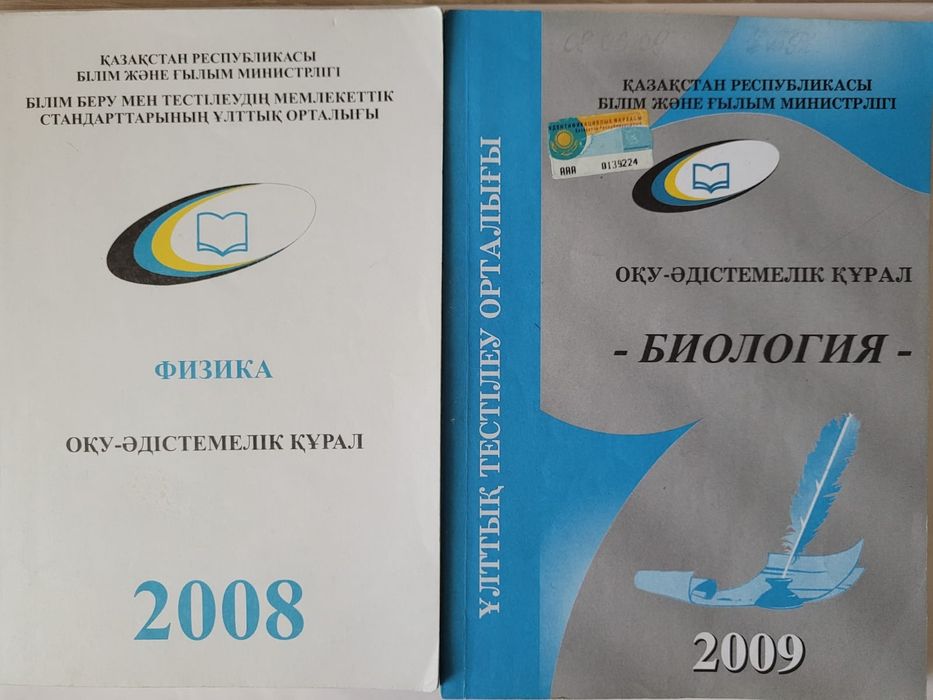 ҚАЗАҚСТАН РЕСПУБЛИКАСЫ
БІЛІМ ЖӘНЕ ҒЫЛЫМ МИНИСТРЛІГІ
БІЛІМ БЕРУ МЕН ТЕСТІЛЕУДІҢ МЕМЛЕКЕТТІК
СТАНДАРТТАРЫНЫҢ ҰЛТТЫҚ ОРТАЛЫҒЫ
ФИЗИКА
ОҚУ-ӘДІСТЕМЕЛІК ҚҰРАЛ
2008
ҰЛТТЫҚ ТЕСТІЛЕУ ОРТАЛЫҒЫ
ҚАЗАҚСТАН РЕСПУБЛИКАСЫ
БІЛІМ ЖӘНЕ ҒЫЛЫМ МИНИСТРЛІГІ
ААА 0139224
ОҚУ-ӘДІСТЕМЕЛІК ҚҰРАЛ
- БИОЛОГИЯ -
2009